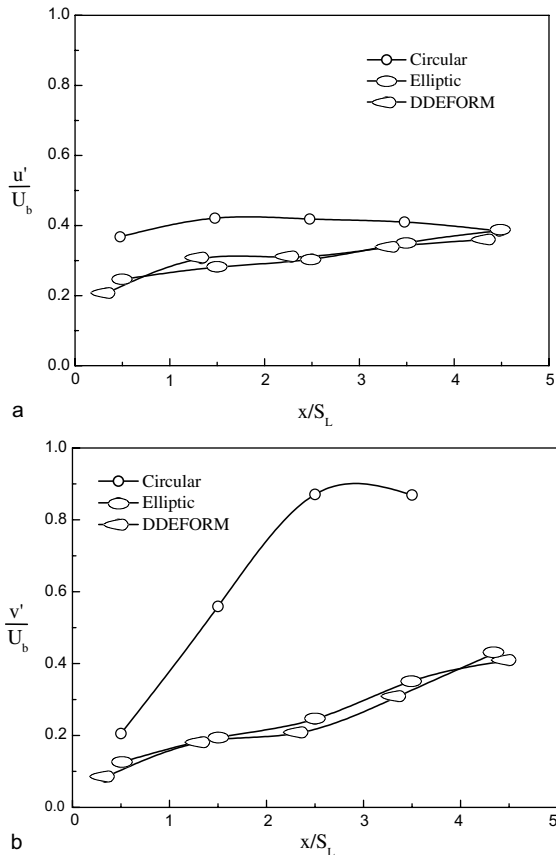 1.0
0.8
0.6
0.4
0.2
0.0
u'
U_b
Circular
Elliptic
DDEFORM
0 1 2 3 4 5
x/S_L
a
1.0
0.8
0.6
0.4
0.2
0.0
v'
U_b
Circular
Elliptic
DDEFORM
0 1 2 3 4 5
x/S_L
b